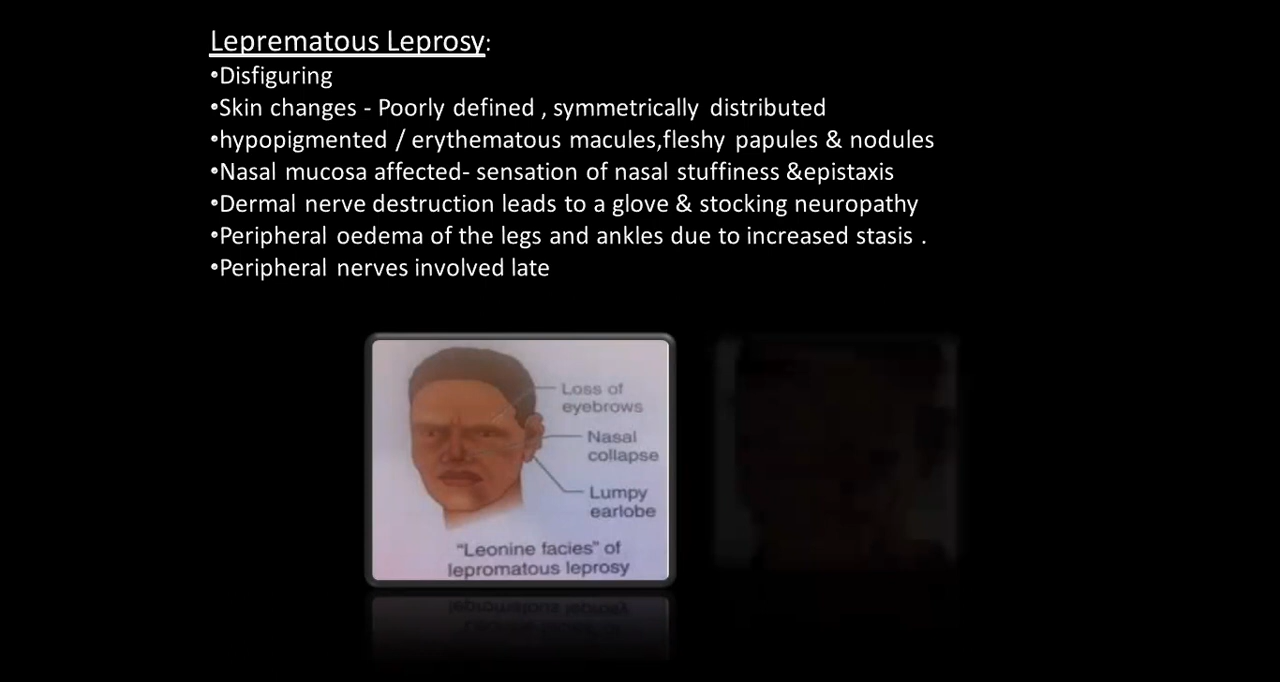 Leprematous Leprosy:
•Disfiguring
•Skin changes - Poorly defined , symmetrically distributed
•hypopigmented / erythematous macules,fleshy papules & nodules
•Nasal mucosa affected- sensation of nasal stuffiness &epistaxis
•Dermal nerve destruction leads to a glove & stocking neuropathy
•Peripheral oedema of the legs and ankles due to increased stasis .
•Peripheral nerves involved late
Loss of
eyebrows
Nasal
collapse
Lumpy
earlobe
"Leonine facies" of
lepromatous leprosy